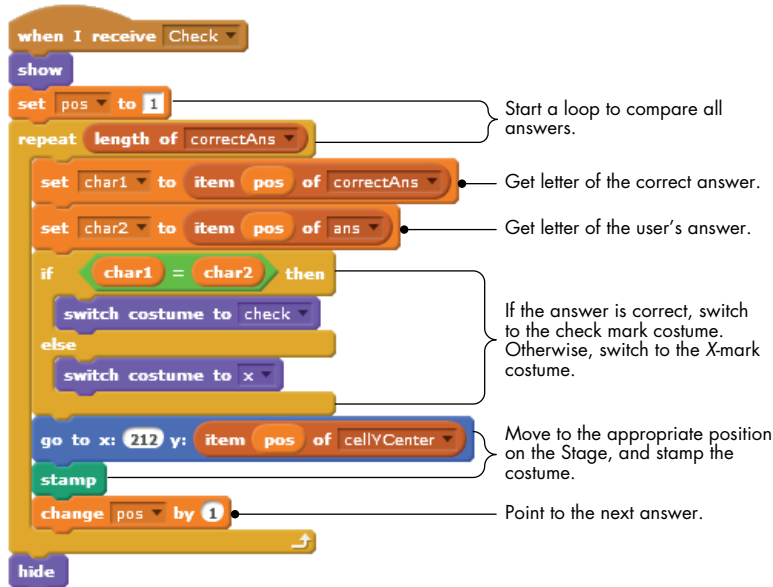 when I receive Check
show
set pos to 1
Start a loop to compare all
answers.
repeat length of correctAns
set char1 to item pos of correctAns
Get letter of the correct answer.
set char2 to item pos of ans
Get letter of the user's answer.
if char1 = char2 then
switch costume to check
else
switch costume to x
If the answer is correct, switch
to the check mark costume.
Otherwise, switch to the X-mark
costume.
go to x: 212 y: item pos of cellYCenter
stamp
Move to the appropriate position
on the Stage, and stamp the
costume.
change pos by 1
Point to the next answer.
hide